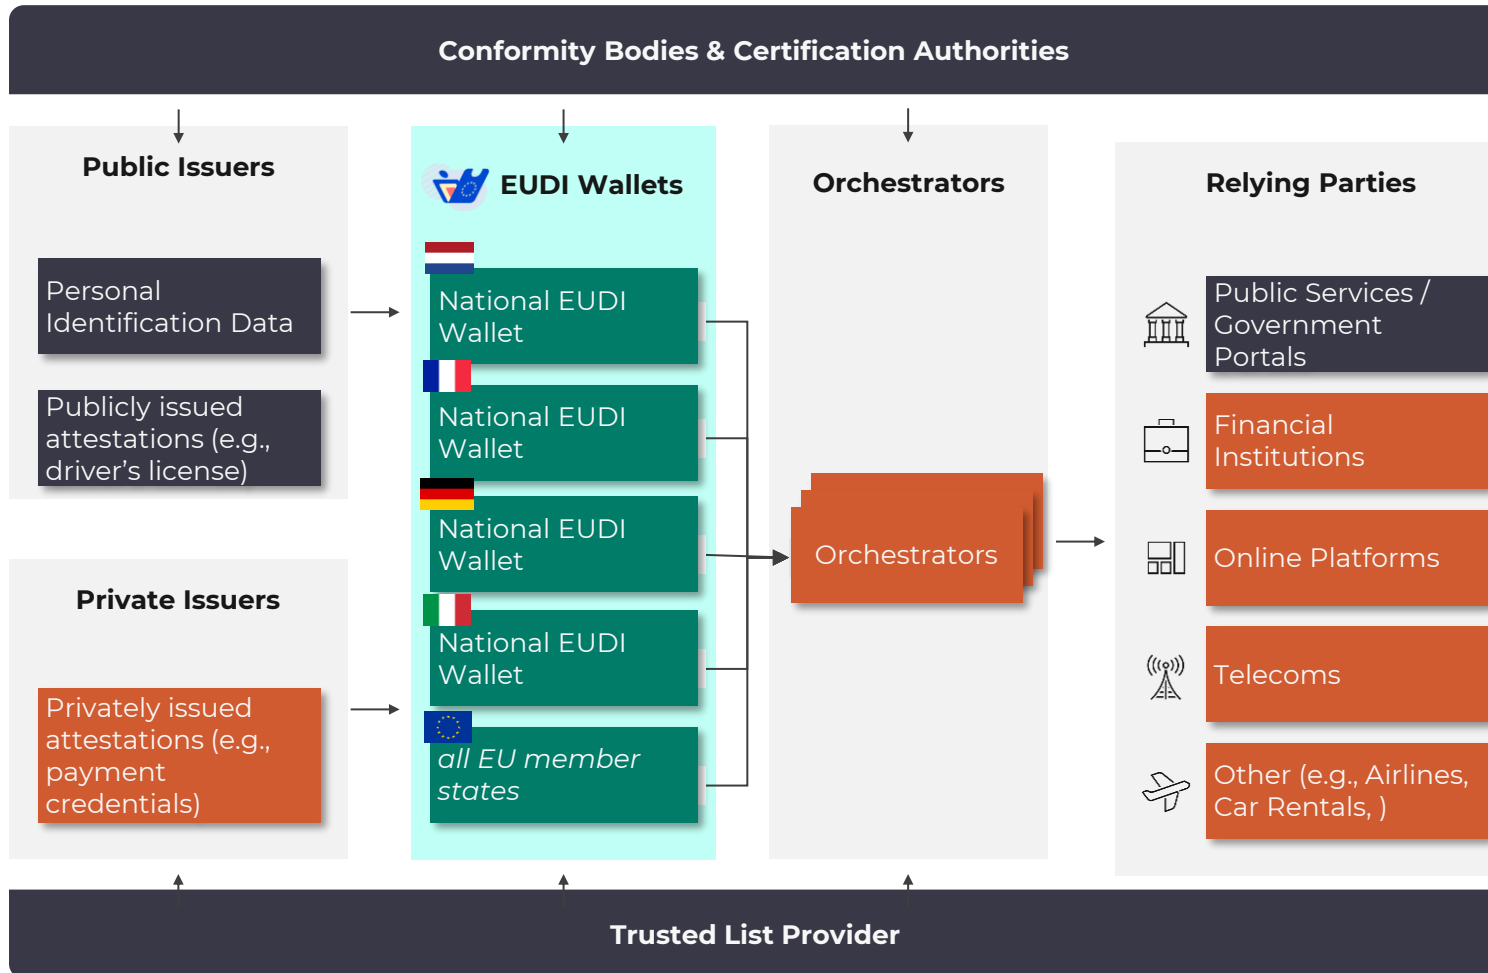 Conformity Bodies & Certification Authorities
Public Issuers
Personal
Identification Data
Publicly issued
attestations (e.g.,
driver’s license)
Private Issuers
Privately issued
attestations (e.g.,
payment
credentials)
EUDI Wallets
National EUDI
Wallet
National EUDI
Wallet
National EUDI
Wallet
National EUDI
Wallet
all EU member
states
Orchestrators
Orchestrators
Relying Parties
Public Services /
Government
Portals
Financial
Institutions
Online Platforms
Telecoms
Other (e.g., Airlines,
Car Rentals, )
Trusted List Provider